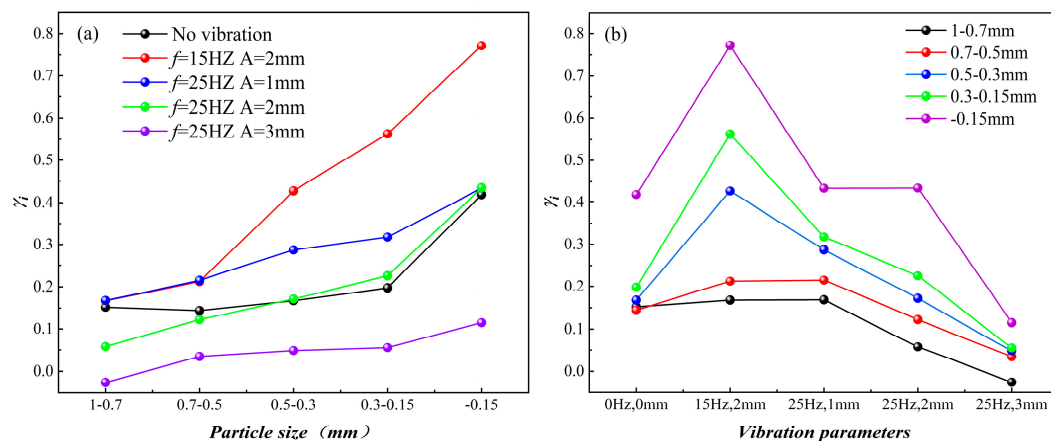 (a)
No vibration
f=15HZ A=2mm
f=25HZ A=1mm
f=25HZ A=2mm
f=25HZ A=3mm
0.8
0.7
0.6
0.5
0.4
0.3
0.2
0.1
0.0
γi
1-0.7
0.7-0.5
0.5-0.3
0.3-0.15
-0.15
Particle size（mm）
(b)
1-0.7mm
0.7-0.5mm
0.5-0.3mm
0.3-0.15mm
-0.15mm
0.8
0.7
0.6
0.5
0.4
0.3
0.2
0.1
0.0
γi
0Hz,0mm
15Hz,2mm
25Hz,1mm
25Hz,2mm
25Hz,3mm
Vibration parameters